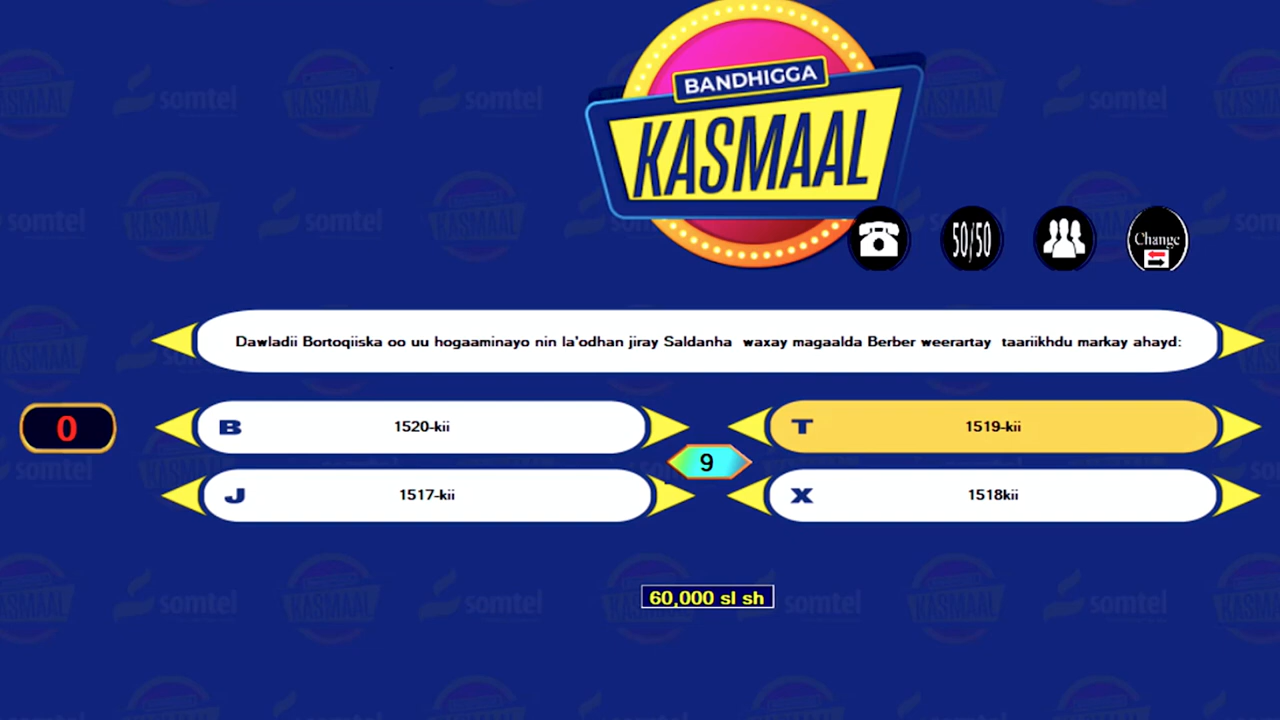 BANDHIGGA
KASMAAL
50/50
Change
Dawladii Bortoqiiska oo uu hogaaminayo nin la'odhan jiray Saldanha waxay magaalda Berber weerartay taariikhdu markay ahayd:
0
B 1520-kii
T 1519-kii
9
J 1517-kii
X 1518kii
60,000 sl sh
somtel